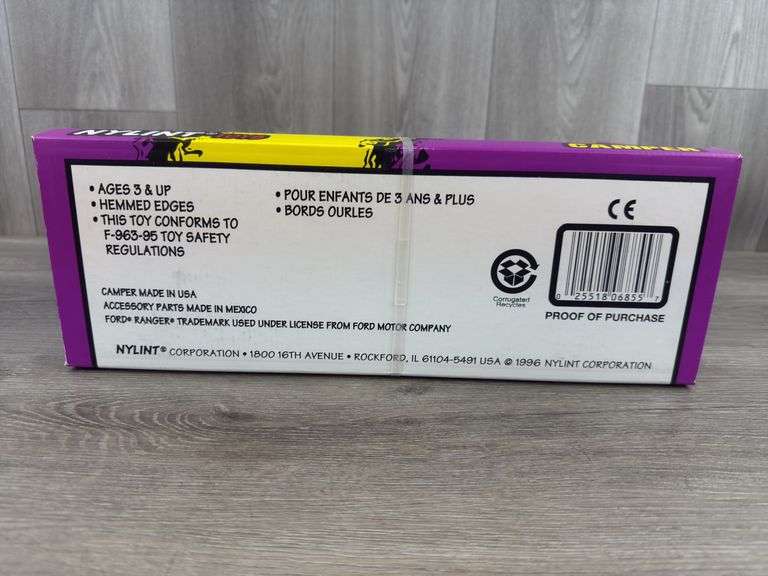 NYLINT
CAMPER
• AGES 3 & UP
• HEMMED EDGES
• THIS TOY CONFORMS TO
F-963-95 TOY SAFETY
REGULATIONS
• POUR ENFANTS DE 3 ANS & PLUS
• BORDS OURLES
CE
Corrugated
Recycles
0 25518 06855 7
PROOF OF PURCHASE
CAMPER MADE IN USA
ACCESSORY PARTS MADE IN MEXICO
FORD® RANGER® TRADEMARK USED UNDER LICENSE FROM FORD MOTOR COMPANY
NYLINT® CORPORATION • 1800 16TH AVENUE • ROCKFORD, IL 61104-5491 USA © 1996 NYLINT CORPORATION